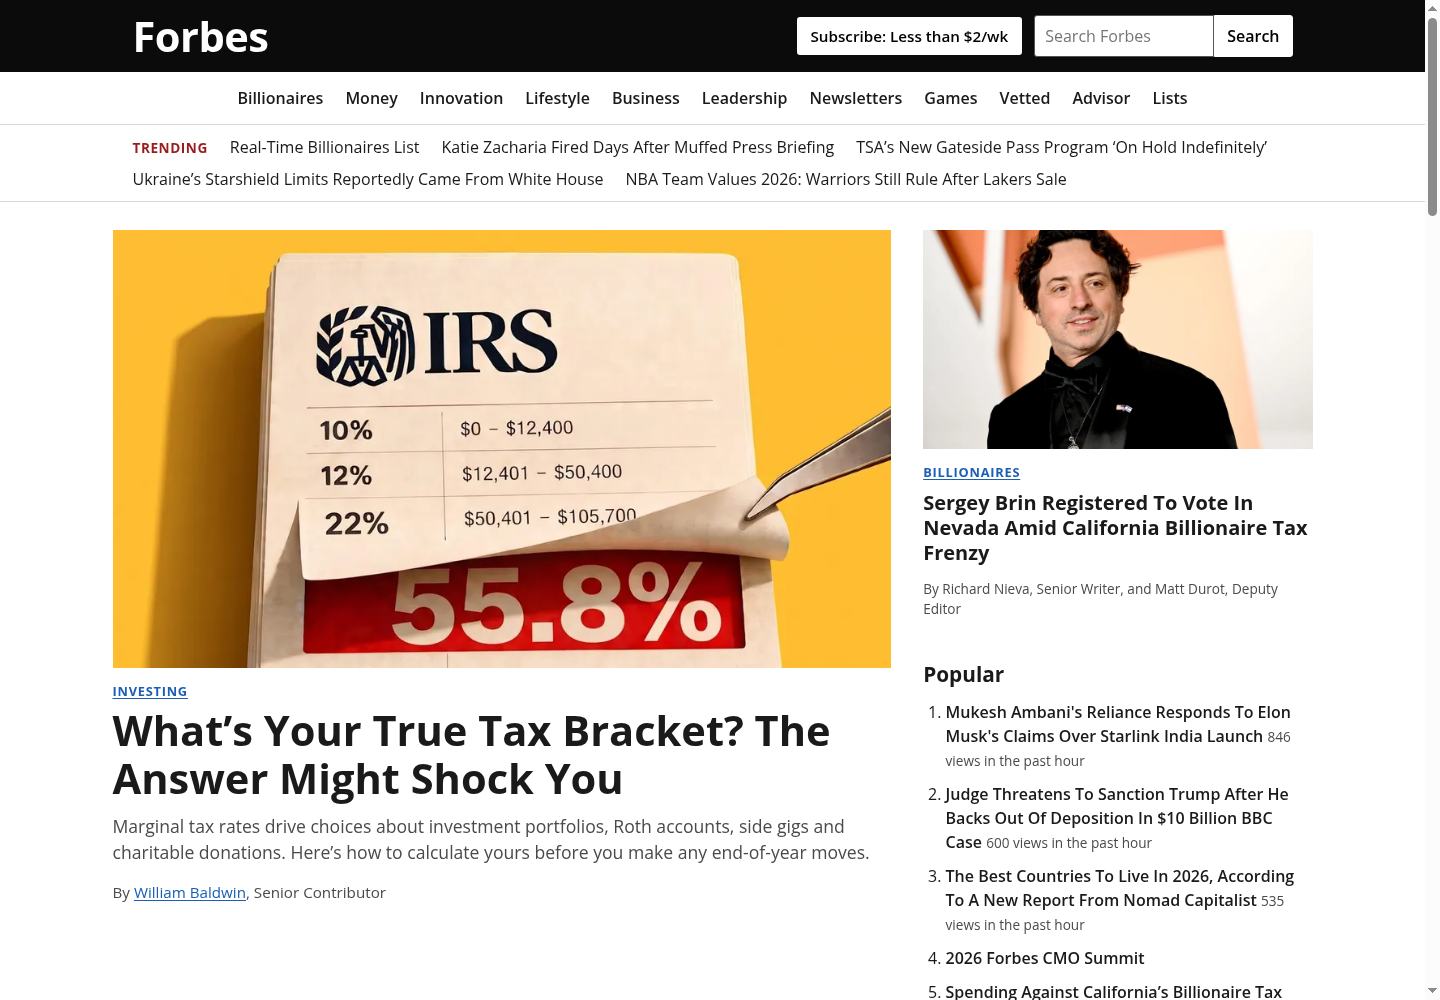 Forbes
Subscribe: Less than $2/wk
Search Forbes
Search
Billionaires Money Innovation Lifestyle Business Leadership Newsletters Games Vetted Advisor Lists
TRENDING Real-Time Billionaires List Katie Zacharia Fired Days After Muffed Press Briefing TSA’s New Gateside Pass Program ‘On Hold Indefinitely’
Ukraine’s Starshield Limits Reportedly Came From White House NBA Team Values 2026: Warriors Still Rule After Lakers Sale
IRS
10% $0 – $12,400
12% $12,401 – $50,400
22% $50,401 – $105,700
55.8%
INVESTING
What’s Your True Tax Bracket? The
Answer Might Shock You
Marginal tax rates drive choices about investment portfolios, Roth accounts, side gigs and
charitable donations. Here’s how to calculate yours before you make any end-of-year moves.
By William Baldwin, Senior Contributor
BILLIONAIRES
Sergey Brin Registered To Vote In
Nevada Amid California Billionaire Tax
Frenzy
By Richard Nieva, Senior Writer, and Matt Durot, Deputy
Editor
Popular
1. Mukesh Ambani's Reliance Responds To Elon
Musk's Claims Over Starlink India Launch 846
views in the past hour
2. Judge Threatens To Sanction Trump After He
Backs Out Of Deposition In $10 Billion BBC
Case 600 views in the past hour
3. The Best Countries To Live In 2026, According
To A New Report From Nomad Capitalist 535
views in the past hour
4. 2026 Forbes CMO Summit
5. Spending Against California’s Billionaire Tax